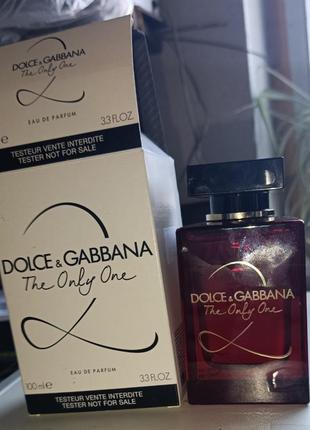 DOLCE & GABBANA
The Only One
2
EAU DE PARFUM
e
3.3 FL.OZ.
TESTEUR VENTE INTERDITE
TESTER NOT FOR SALE
DOLCE & GABBANA
The Only One
2
EAU DE PARFUM
100 ml e
3.3 FL.OZ.
TESTEUR VENTE INTERDITE
TESTER NOT FOR SALE
DOLCE & GABBANA
The Only One
2